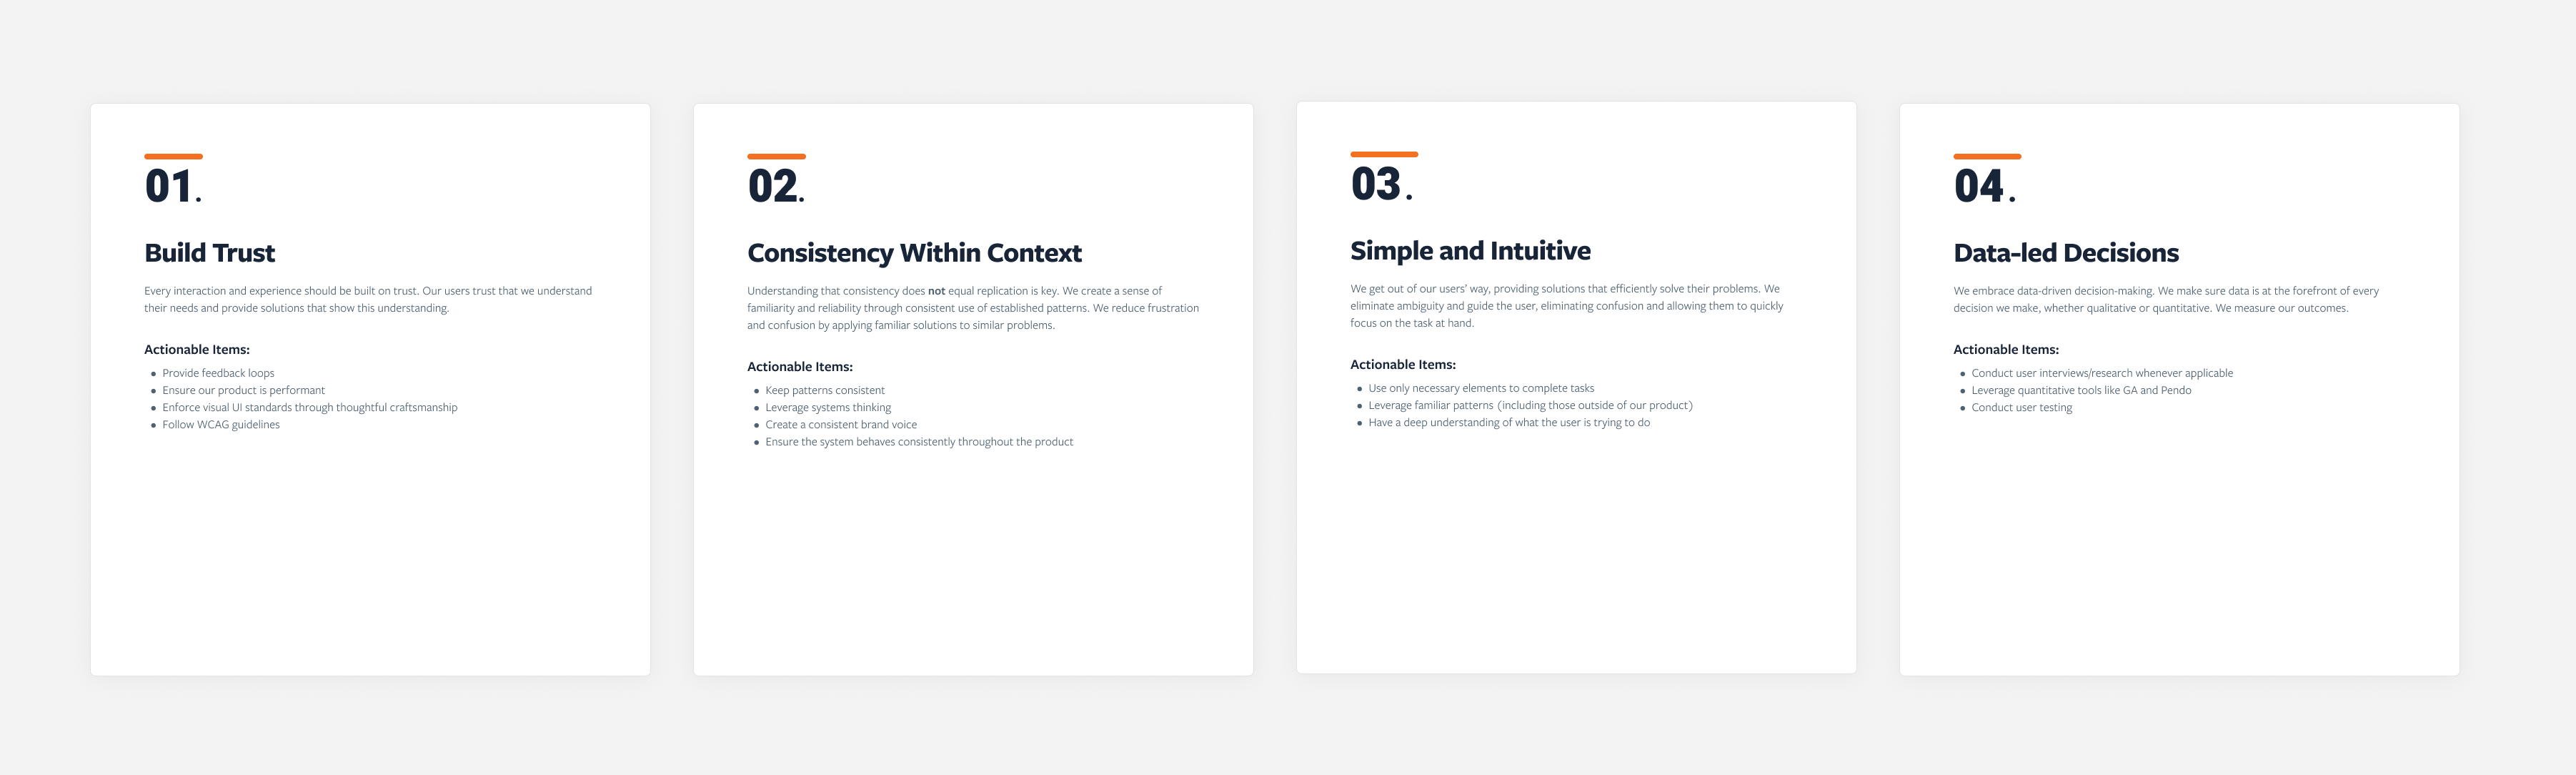 01.
Build Trust
Every interaction and experience should be built on trust. Our users trust that we understand
their needs and provide solutions that show this understanding.
Actionable Items:
• Provide feedback loops
• Ensure our product is performant
• Enforce visual UI standards through thoughtful craftsmanship
• Follow WCAG guidelines
02.
Consistency Within Context
Understanding that consistency does not equal replication is key. We create a sense of
familiarity and reliability through consistent use of established patterns. We reduce frustration
and confusion by applying familiar solutions to similar problems.
Actionable Items:
• Keep patterns consistent
• Leverage systems thinking
• Create a consistent brand voice
• Ensure the system behaves consistently throughout the product
03.
Simple and Intuitive
We get out of our users' way, providing solutions that efficiently solve their problems. We
eliminate ambiguity and guide the user, eliminating confusion and allowing them to quickly
focus on the task at hand.
Actionable Items:
• Use only necessary elements to complete tasks
• Leverage familiar patterns (including those outside of our product)
• Have a deep understanding of what the user is trying to do
04.
Data-led Decisions
We embrace data-driven decision-making. We make sure data is at the forefront of every
decision we make, whether qualitative or quantitative. We measure our outcomes.
Actionable Items:
• Conduct user interviews/research whenever applicable
• Leverage quantitative tools like GA and Pendo
• Conduct user testing